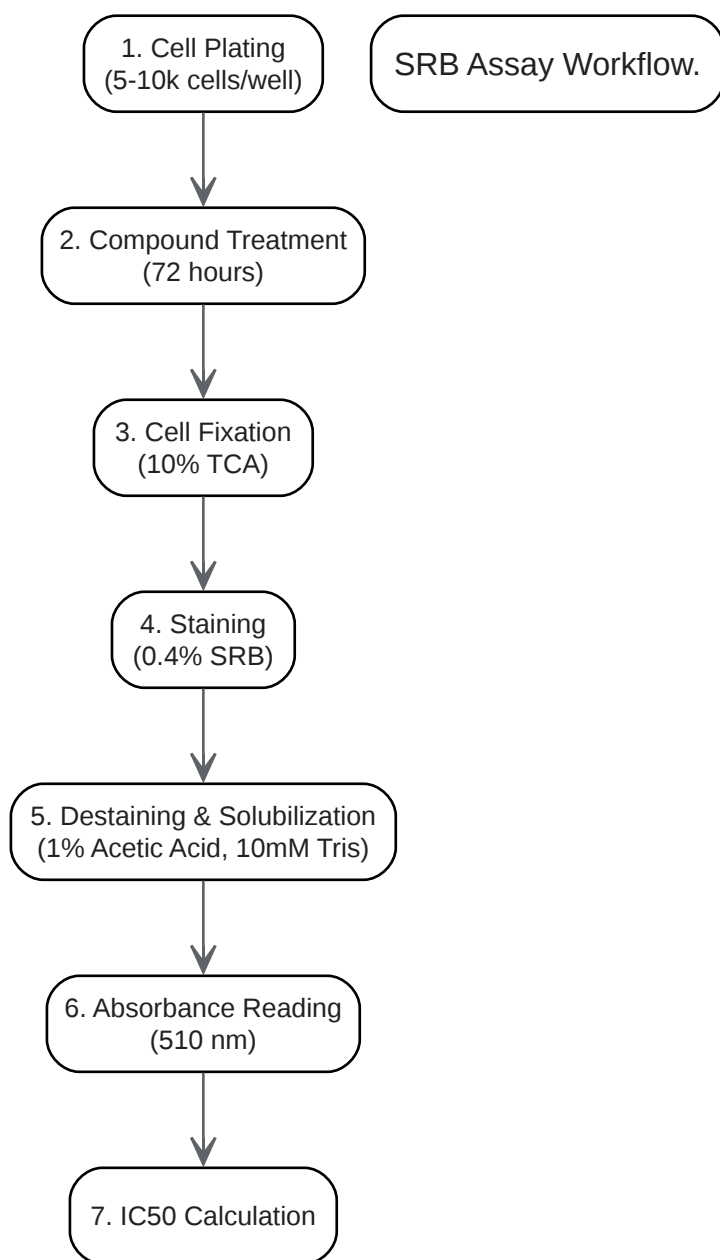 1. Cell Plating
(5-10k cells/well)
SRB Assay Workflow.
2. Compound Treatment
(72 hours)
3. Cell Fixation
(10% TCA)
4. Staining
(0.4% SRB)
5. Destaining & Solubilization
(1% Acetic Acid, 10mM Tris)
6. Absorbance Reading
(510 nm)
7. IC50 Calculation